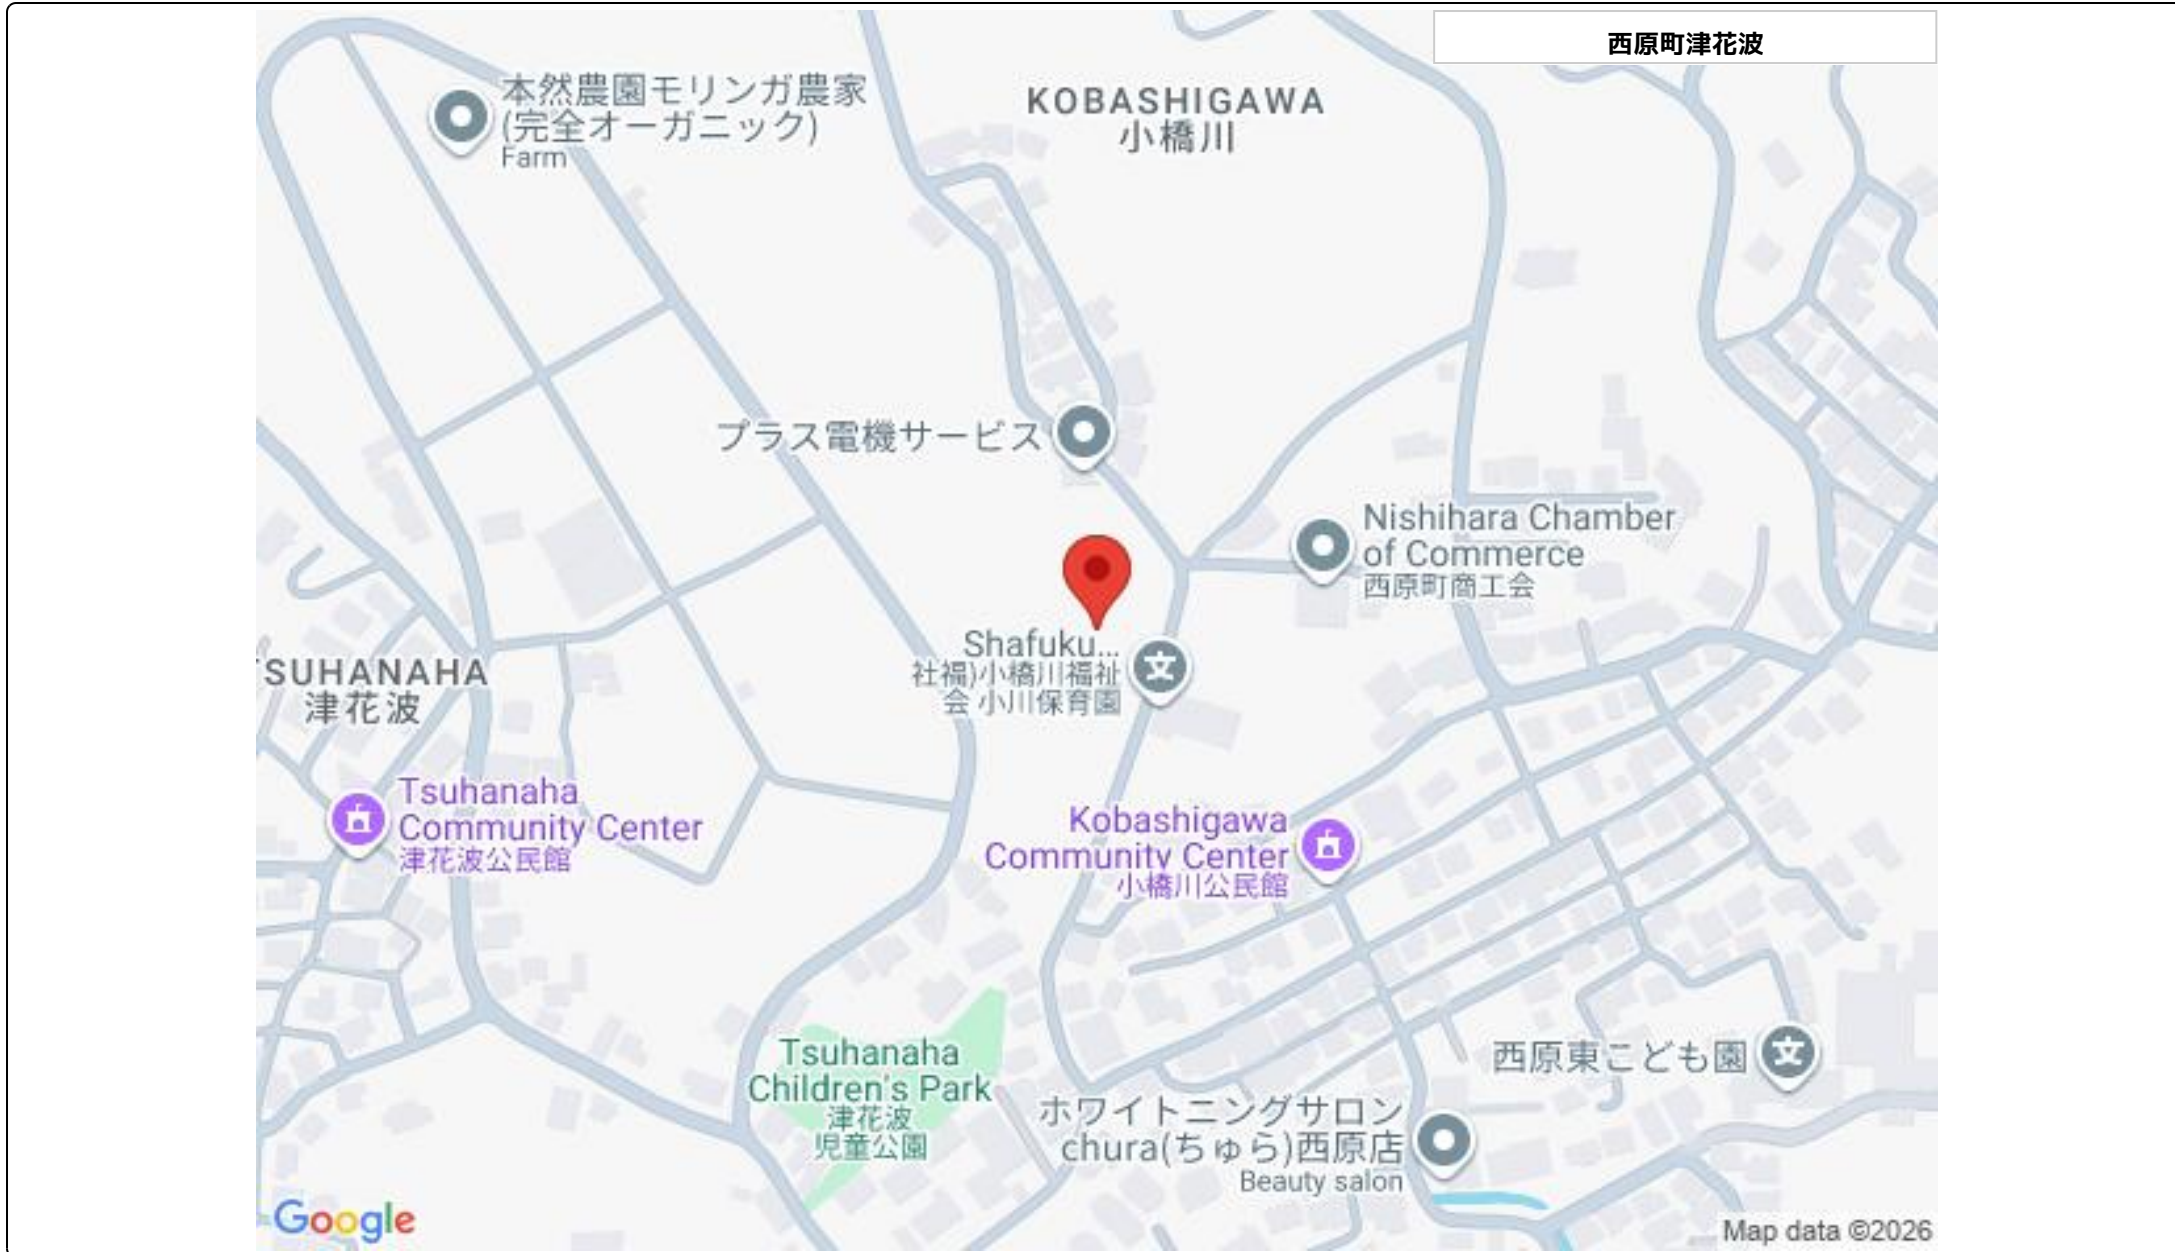 西原町津花波
本然農園モリンガ農家
(完全オーガニック)
Farm
KOBASHIGAWA
小橋川
プラス電機サービス
Nishihara Chamber
of Commerce
西原町商工会
Shafuku...
社福)小橋川福祉
会 小川保育園
TSUHANAHA
津花波
Tsuhanaha
Community Center
津花波公民館
Kobashigawa
Community Center
小橋川公民館
Tsuhanaha
Children's Park
津花波
児童公園
西原東こども園
ホワイトニングサロン
chura(ちゅら)西原店
Beauty salon
Google
Map data ©2026